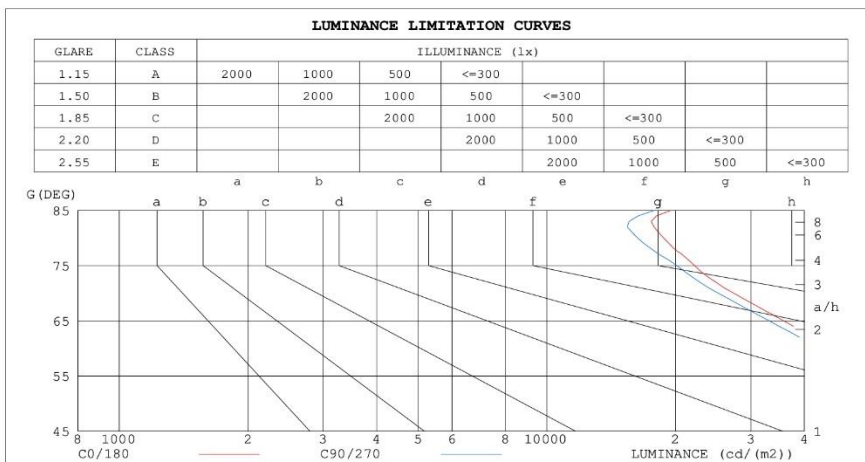 LUMINANCE LIMITATION CURVES
GLARE CLASS ILLUMINANCE (lx)
1.15 A 2000 1000 500 <=300
1.50 B 2000 1000 500 <=300
1.85 C 2000 1000 500 <=300
2.20 D 2000 1000 500 <=300
2.55 E 2000 1000 500 <=300
a b c d e f g h
G(DEG)
a b c d e f g h
85
8
6
75
4
3
a/h
65
2
55
45
1
8 1000 2 3 4 5 6 8 10000 2 4
C0/180 C90/270 LUMINANCE (cd/(m2))